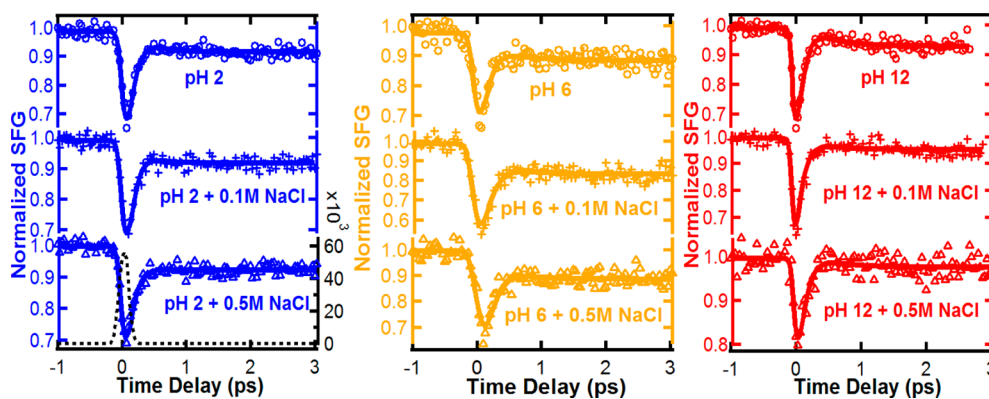 Normalized SFG
1.0
0.9
0.8
0.7
pH 2
1.0
0.9
0.8
0.7
pH 2 + 0.1M NaCl
1.0
0.9
0.8
0.7
pH 2 + 0.5M NaCl
x10³
60
40
20
0
-1 0 1 2 3
Time Delay (ps)
Normalized SFG
1.0
0.9
0.8
0.7
pH 6
1.0
0.9
0.8
0.7
0.6
pH 6 + 0.1M NaCl
1.0
0.9
0.8
0.7
pH 6 + 0.5M NaCl
-1 0 1 2 3
Time Delay (ps)
Normalized SFG
1.0
0.9
0.8
0.7
pH 12
1.0
0.9
0.8
0.7
pH 12 + 0.1M NaCl
1.0
0.9
0.8
pH 12 + 0.5M NaCl
-1 0 1 2 3
Time Delay (ps)